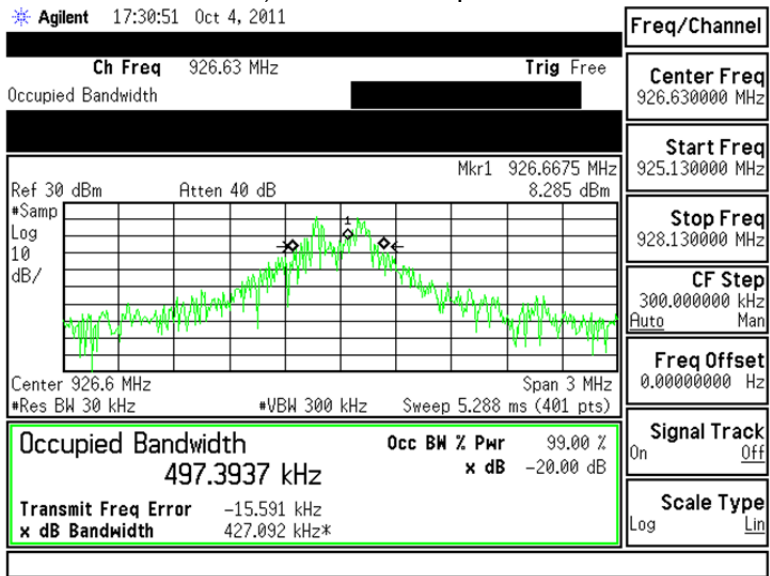 Agilent 17:30:51 Oct 4, 2011
Freq/Channel
Ch Freq 926.63 MHz Trig Free
Occupied Bandwidth
Center Freq
926.630000 MHz
Start Freq
925.130000 MHz
Stop Freq
928.130000 MHz
CF Step
300.000000 kHz
Auto Man
Freq Offset
0.00000000 Hz
Signal Track
On Off
Scale Type
Log Lin
Mkr1 926.6675 MHz
Ref 30 dBm Atten 40 dB 8.285 dBm
#Samp
Log
10
dB/
1
Center 926.6 MHz Span 3 MHz
#Res BW 30 kHz #VBW 300 kHz Sweep 5.288 ms (401 pts)
Occupied Bandwidth Occ BW % Pwr 99.00 %
497.3937 kHz x dB -20.00 dB
Transmit Freq Error -15.591 kHz
x dB Bandwidth 427.092 kHz*